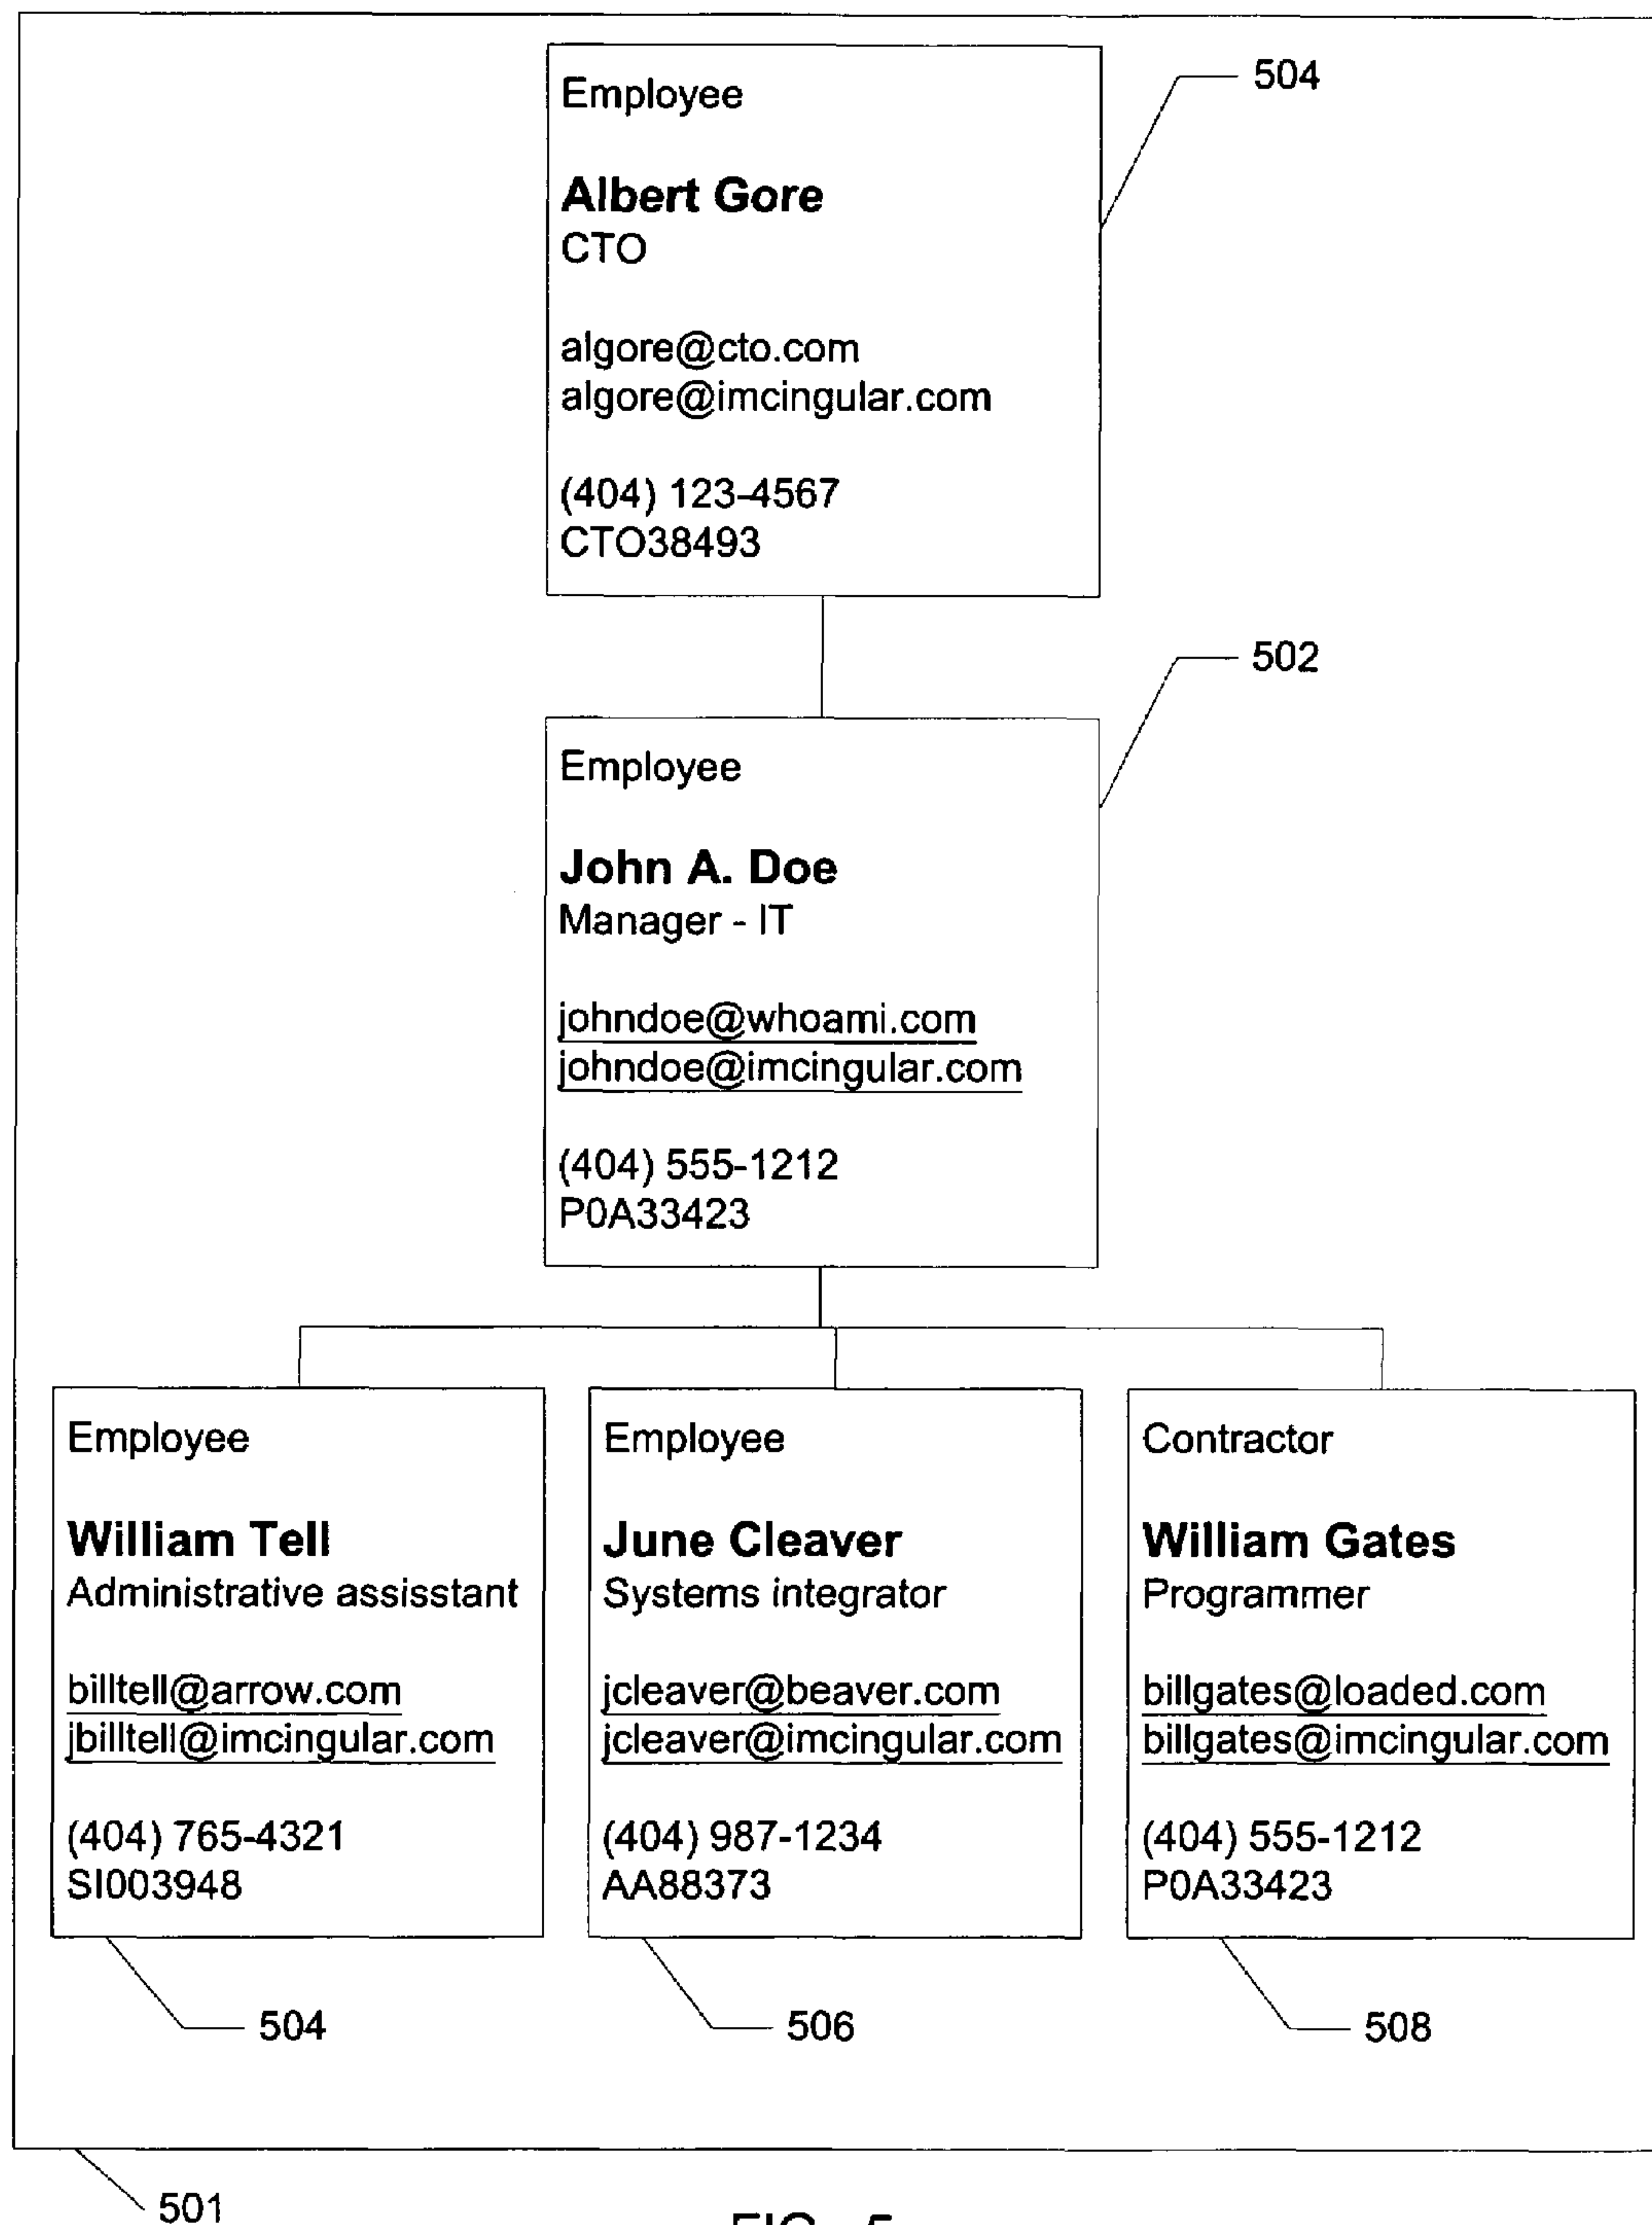 504
Employee
Albert Gore
CTO
algore@cto.com
algore@imcingular.com
(404) 123-4567
CTO38493
502
Employee
John A. Doe
Manager - IT
johndoe@whoami.com
johndoe@imcingular.com
(404) 555-1212
P0A33423
Employee
William Tell
Administrative assisstant
billtell@arrow.com
jbilltell@imcingular.com
(404) 765-4321
SI003948
504
Employee
June Cleaver
Systems integrator
jcleaver@beaver.com
jcleaver@imcingular.com
(404) 987-1234
AA88373
506
Contractor
William Gates
Programmer
billgates@loaded.com
billgates@imcingular.com
(404) 555-1212
P0A33423
508
501